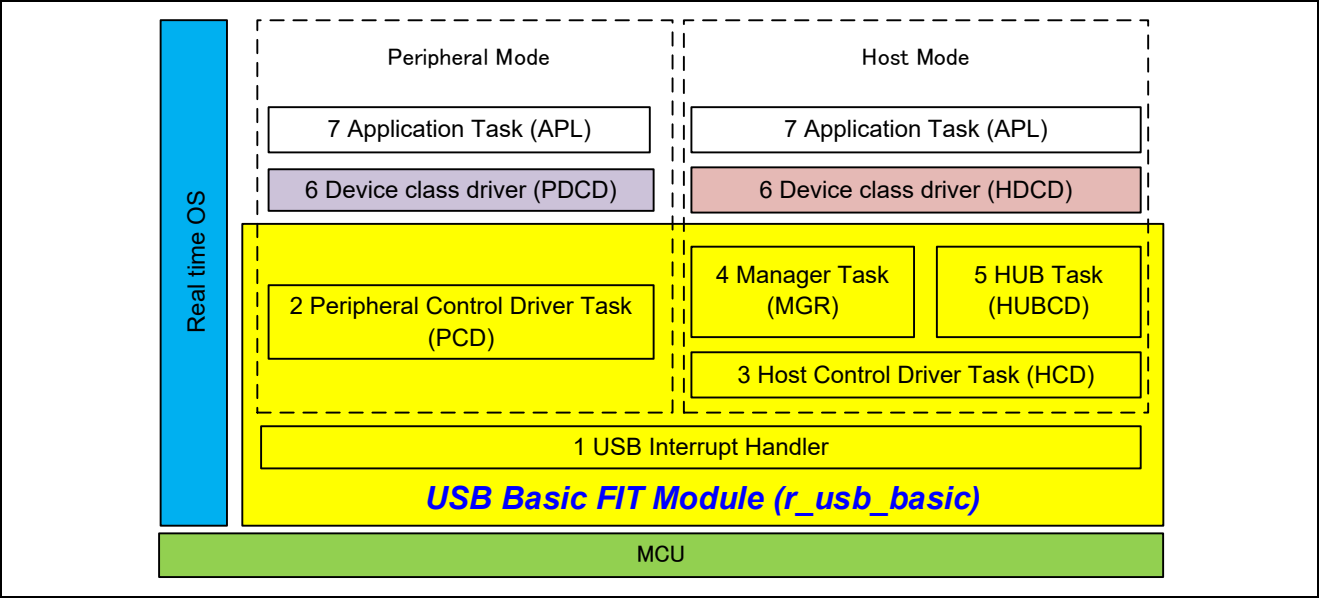 Real time OS
Peripheral Mode
Host Mode
7 Application Task (APL)
7 Application Task (APL)
6 Device class driver (PDCD)
6 Device class driver (HDCD)
2 Peripheral Control Driver Task
(PCD)
4 Manager Task
(MGR)
5 HUB Task
(HUBCD)
3 Host Control Driver Task (HCD)
1 USB Interrupt Handler
USB Basic FIT Module (r_usb_basic)
MCU